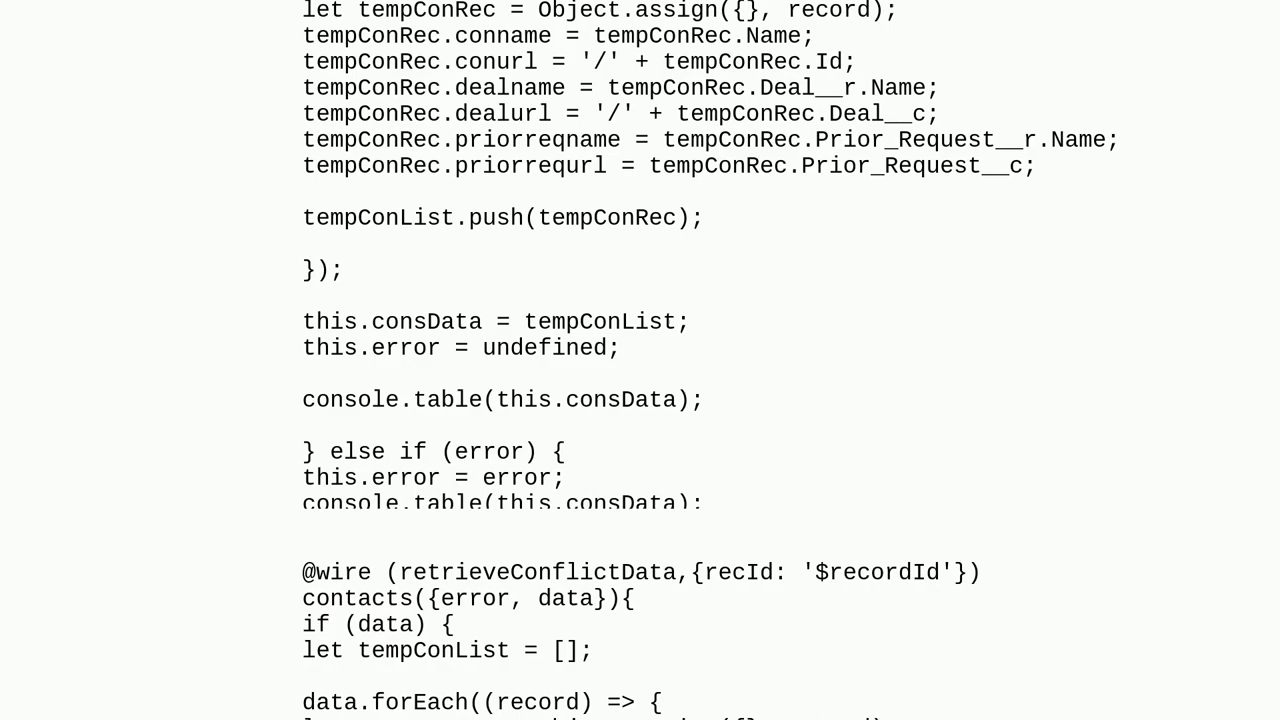 let tempConRec = Object.assign({}, record);
tempConRec.conname = tempConRec.Name;
tempConRec.conurl = '/' + tempConRec.Id;
tempConRec.dealname = tempConRec.Deal__r.Name;
tempConRec.dealurl = '/' + tempConRec.Deal__c;
tempConRec.priorreqname = tempConRec.Prior_Request__r.Name;
tempConRec.priorrequrl = tempConRec.Prior_Request__c;
tempConList.push(tempConRec);
});
this.consData = tempConList;
this.error = undefined;
console.table(this.consData);
} else if (error) {
this.error = error;
console.table(this.consData);
@wire (retrieveConflictData,{recId: '$recordId'})
contacts({error, data}){
if (data) {
let tempConList = [];
data.forEach((record) => {